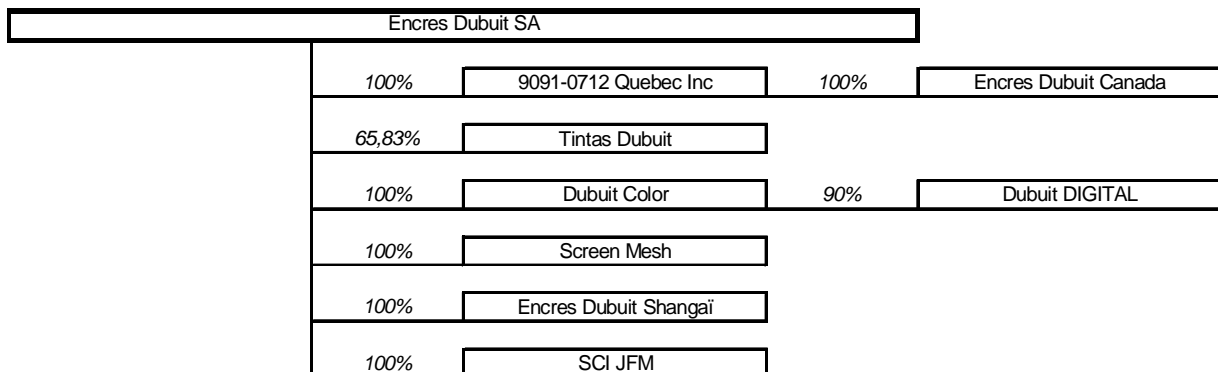 Encres Dubuit SA
100% 9091-0712 Quebec Inc 100% Encres Dubuit Canada
65,83% Tintas Dubuit
100% Dubuit Color 90% Dubuit DIGITAL
100% Screen Mesh
100% Encres Dubuit Shangaï
100% SCI JFM